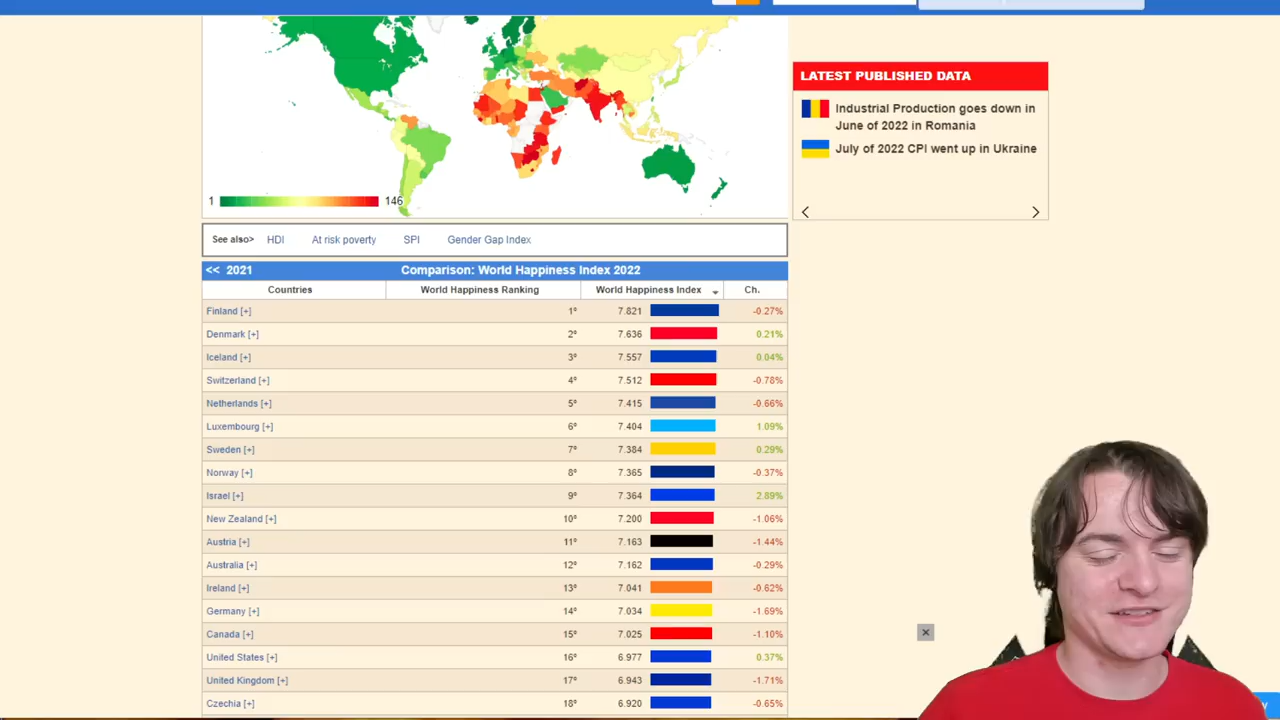 LATEST PUBLISHED DATA
Industrial Production goes down in
June of 2022 in Romania
July of 2022 CPI went up in Ukraine
1 146
See also> HDI At risk poverty SPI Gender Gap Index
<< 2021 Comparison: World Happiness Index 2022
Countries World Happiness Ranking World Happiness Index Ch.
Finland [+] 1º 7.821 -0.27%
Denmark [+] 2º 7.636 0.21%
Iceland [+] 3º 7.557 0.04%
Switzerland [+] 4º 7.512 -0.78%
Netherlands [+] 5º 7.415 -0.66%
Luxembourg [+] 6º 7.404 1.09%
Sweden [+] 7º 7.384 0.29%
Norway [+] 8º 7.365 -0.37%
Israel [+] 9º 7.364 2.89%
New Zealand [+] 10º 7.200 -1.06%
Austria [+] 11º 7.163 -1.44%
Australia [+] 12º 7.162 -0.29%
Ireland [+] 13º 7.041 -0.62%
Germany [+] 14º 7.034 -1.69%
Canada [+] 15º 7.025 -1.10%
United States [+] 16º 6.977 0.37%
United Kingdom [+] 17º 6.943 -1.71%
Czechia [+] 18º 6.920 -0.65%